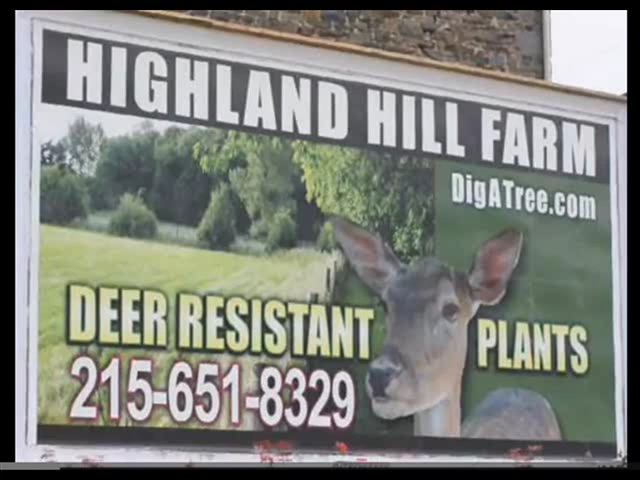 HIGHLAND HILL FARM
DigATree.com
DEER RESISTANT PLANTS
215-651-8329